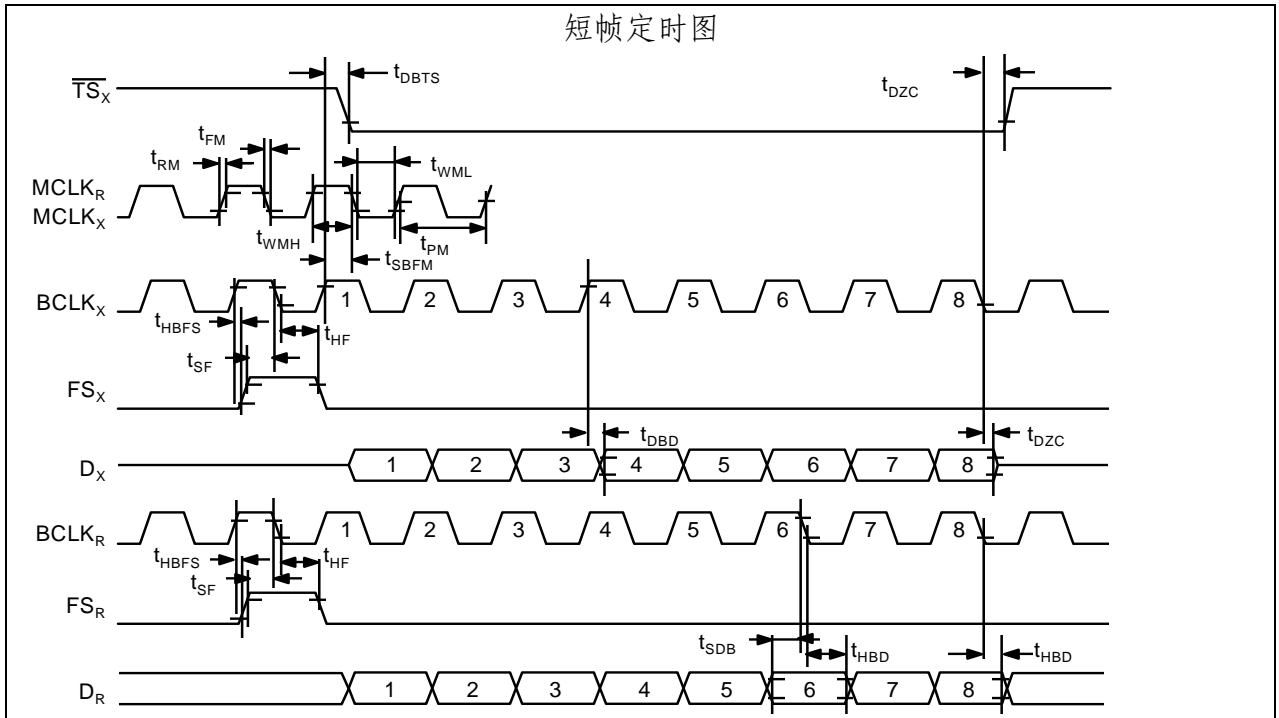 短帧定时图
TSX
tDBTS
tDZC
tFM
tRM
tWML
MCLKR
MCLKX
tWMH
tPM
tSBFM
BCLKX
1 2 3 4 5 6 7 8
tHBFS
tHF
tSF
FSX
tDBD
tDZC
DX
1 2 3 4 5 6 7 8
BCLKR
1 2 3 4 5 6 7 8
tHBFS
tHF
tSF
FSR
tSDB
tHBD
tHBD
DR
1 2 3 4 5 6 7 8